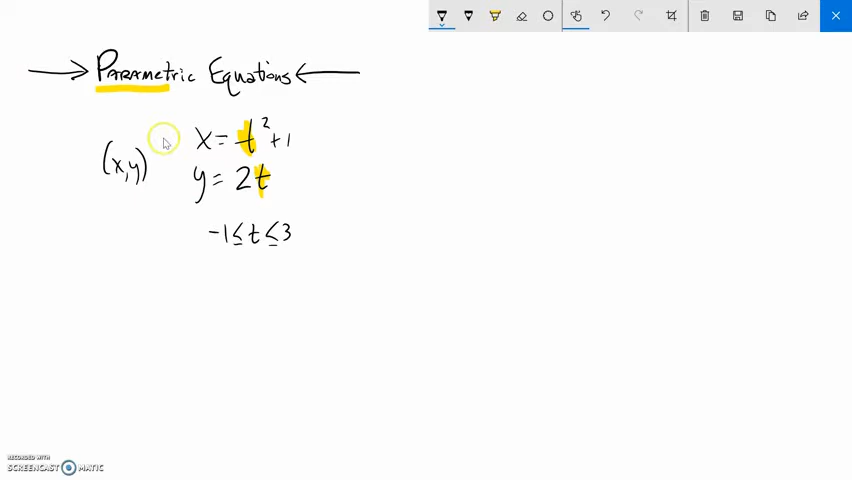 Parametric Equations
x = t² + 1
(x,y)
y = 2t
-1 ≤ t ≤ 3
RECORDED WITH
SCREENCAST MATIC